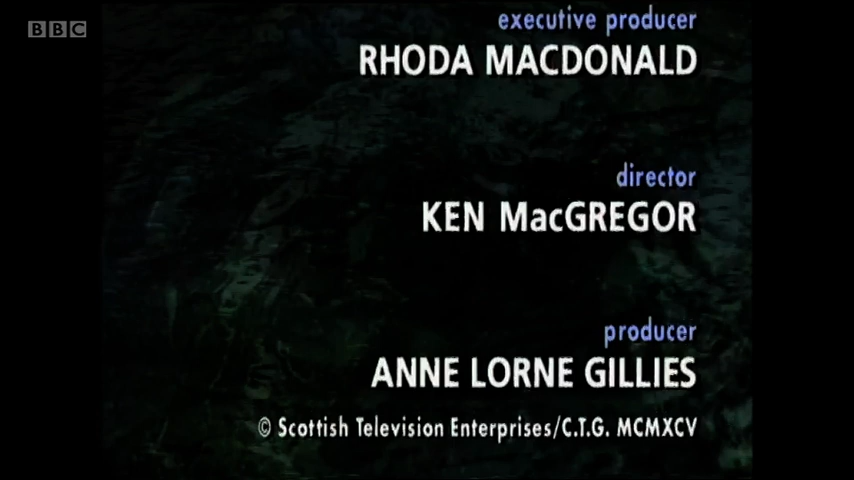 BBC
executive producer
RHODA MACDONALD
director
KEN MacGREGOR
producer
ANNE LORNE GILLIES
© Scottish Television Enterprises/C.T.G. MCMXCV